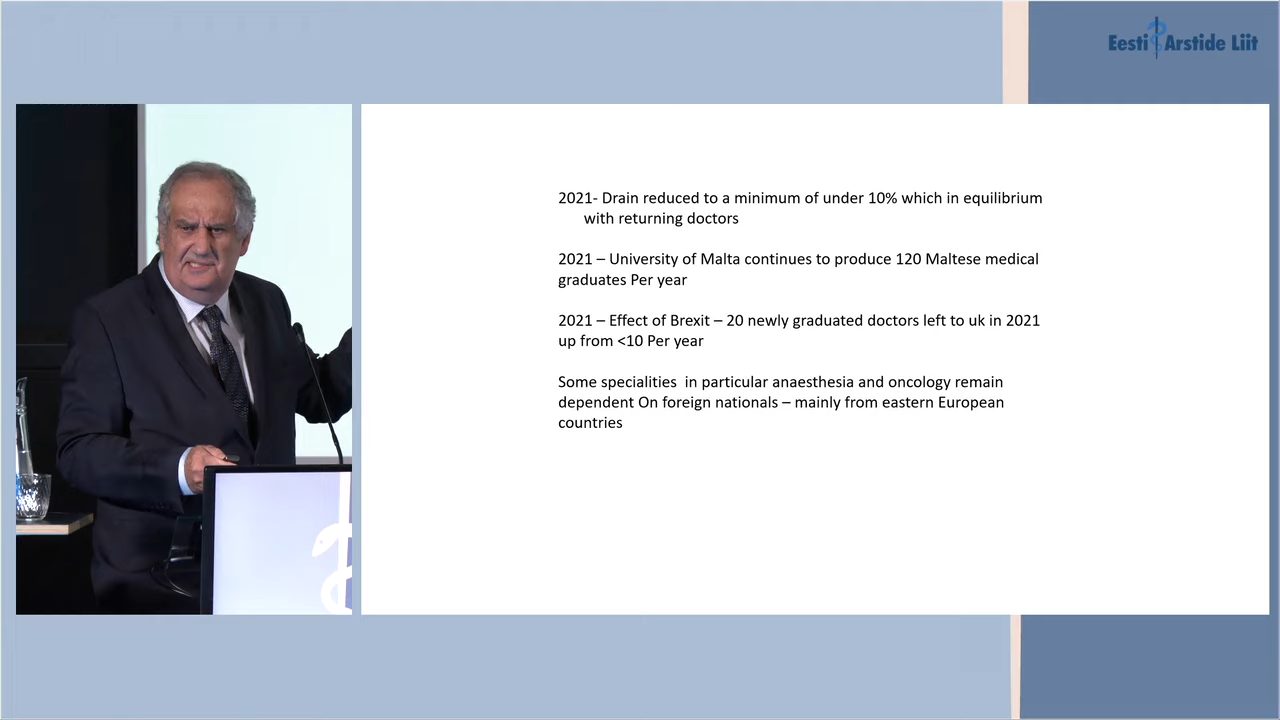 Eesti Arstide Liit
2021- Drain reduced to a minimum of under 10% which in equilibrium
with returning doctors
2021 – University of Malta continues to produce 120 Maltese medical
graduates Per year
2021 – Effect of Brexit – 20 newly graduated doctors left to uk in 2021
up from <10 Per year
Some specialities  in particular anaesthesia and oncology remain
dependent On foreign nationals – mainly from eastern European
countries